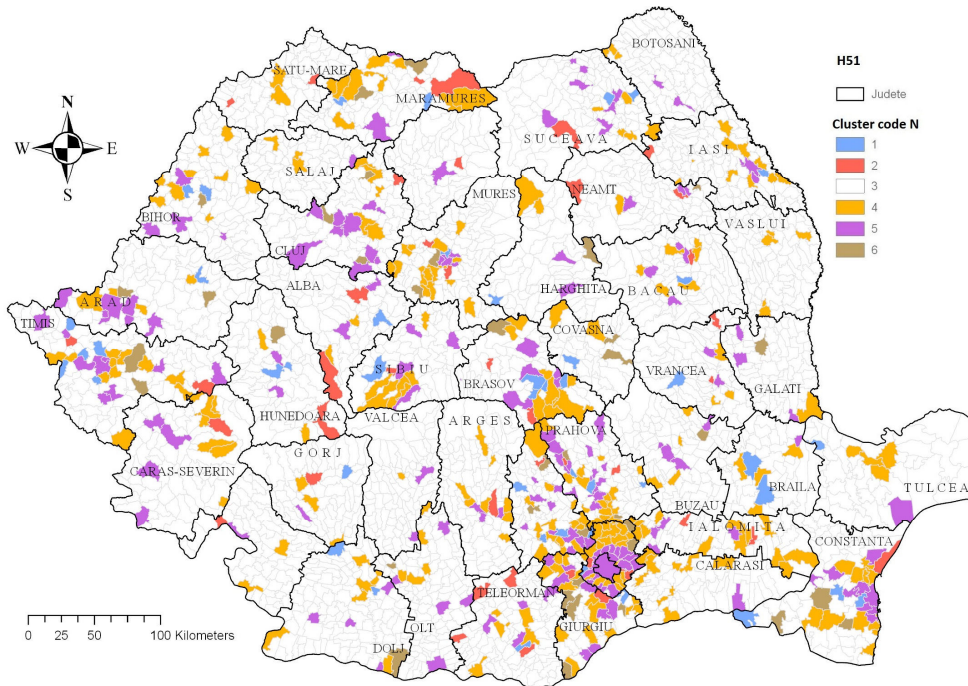 BOTOSANI
SATU-MARE
MARAMURES
SUCEAVA
IASI
SALAJ
MURES
NEAMT
BIHOR
VASLUI
CLUJ
ALBA
HARGHITA
BACAU
ARAD
TIMIS
COVASNA
SIBIU
BRASOV
VRANCEA
GALATI
HUNEDOARA
VALCEA
ARGES
PRAHOVA
GORJ
CARAS-SEVERIN
BRAILA
TULCEA
BUZAU
IALOMITA
CONSTANTA
CALARASI
TELEORMAN
GIURGIU
OLT
DOLJ
N
W E
S
H51
Judete
Cluster code N
1
2
3
4
5
6
0 25 50 100 Kilometers